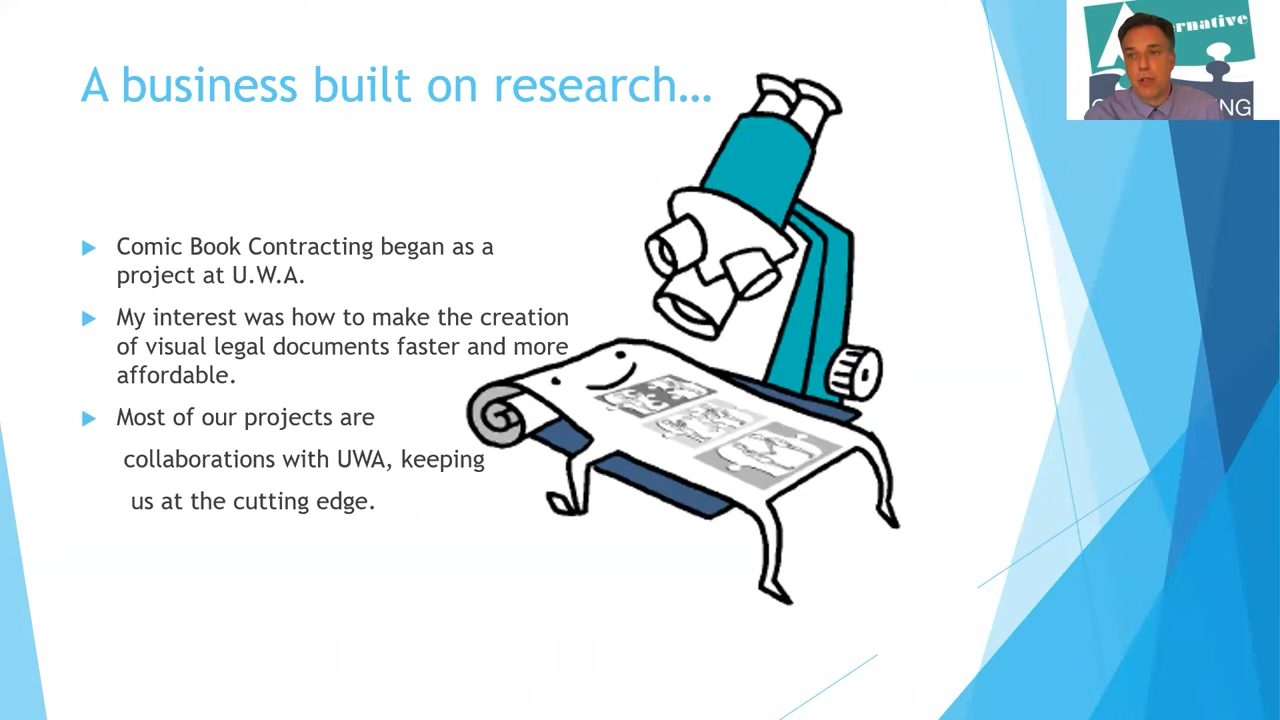 A business built on research...
Comic Book Contracting began as a
project at U.W.A.
My interest was how to make the creation
of visual legal documents faster and more
affordable.
Most of our projects are
collaborations with UWA, keeping
us at the cutting edge.